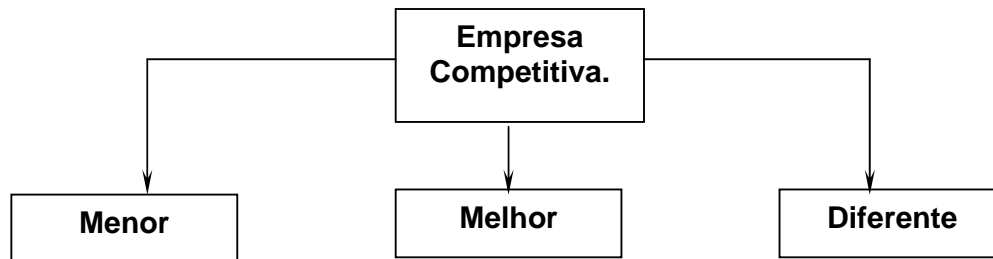 Empresa
Competitiva.
Menor
Melhor
Diferente